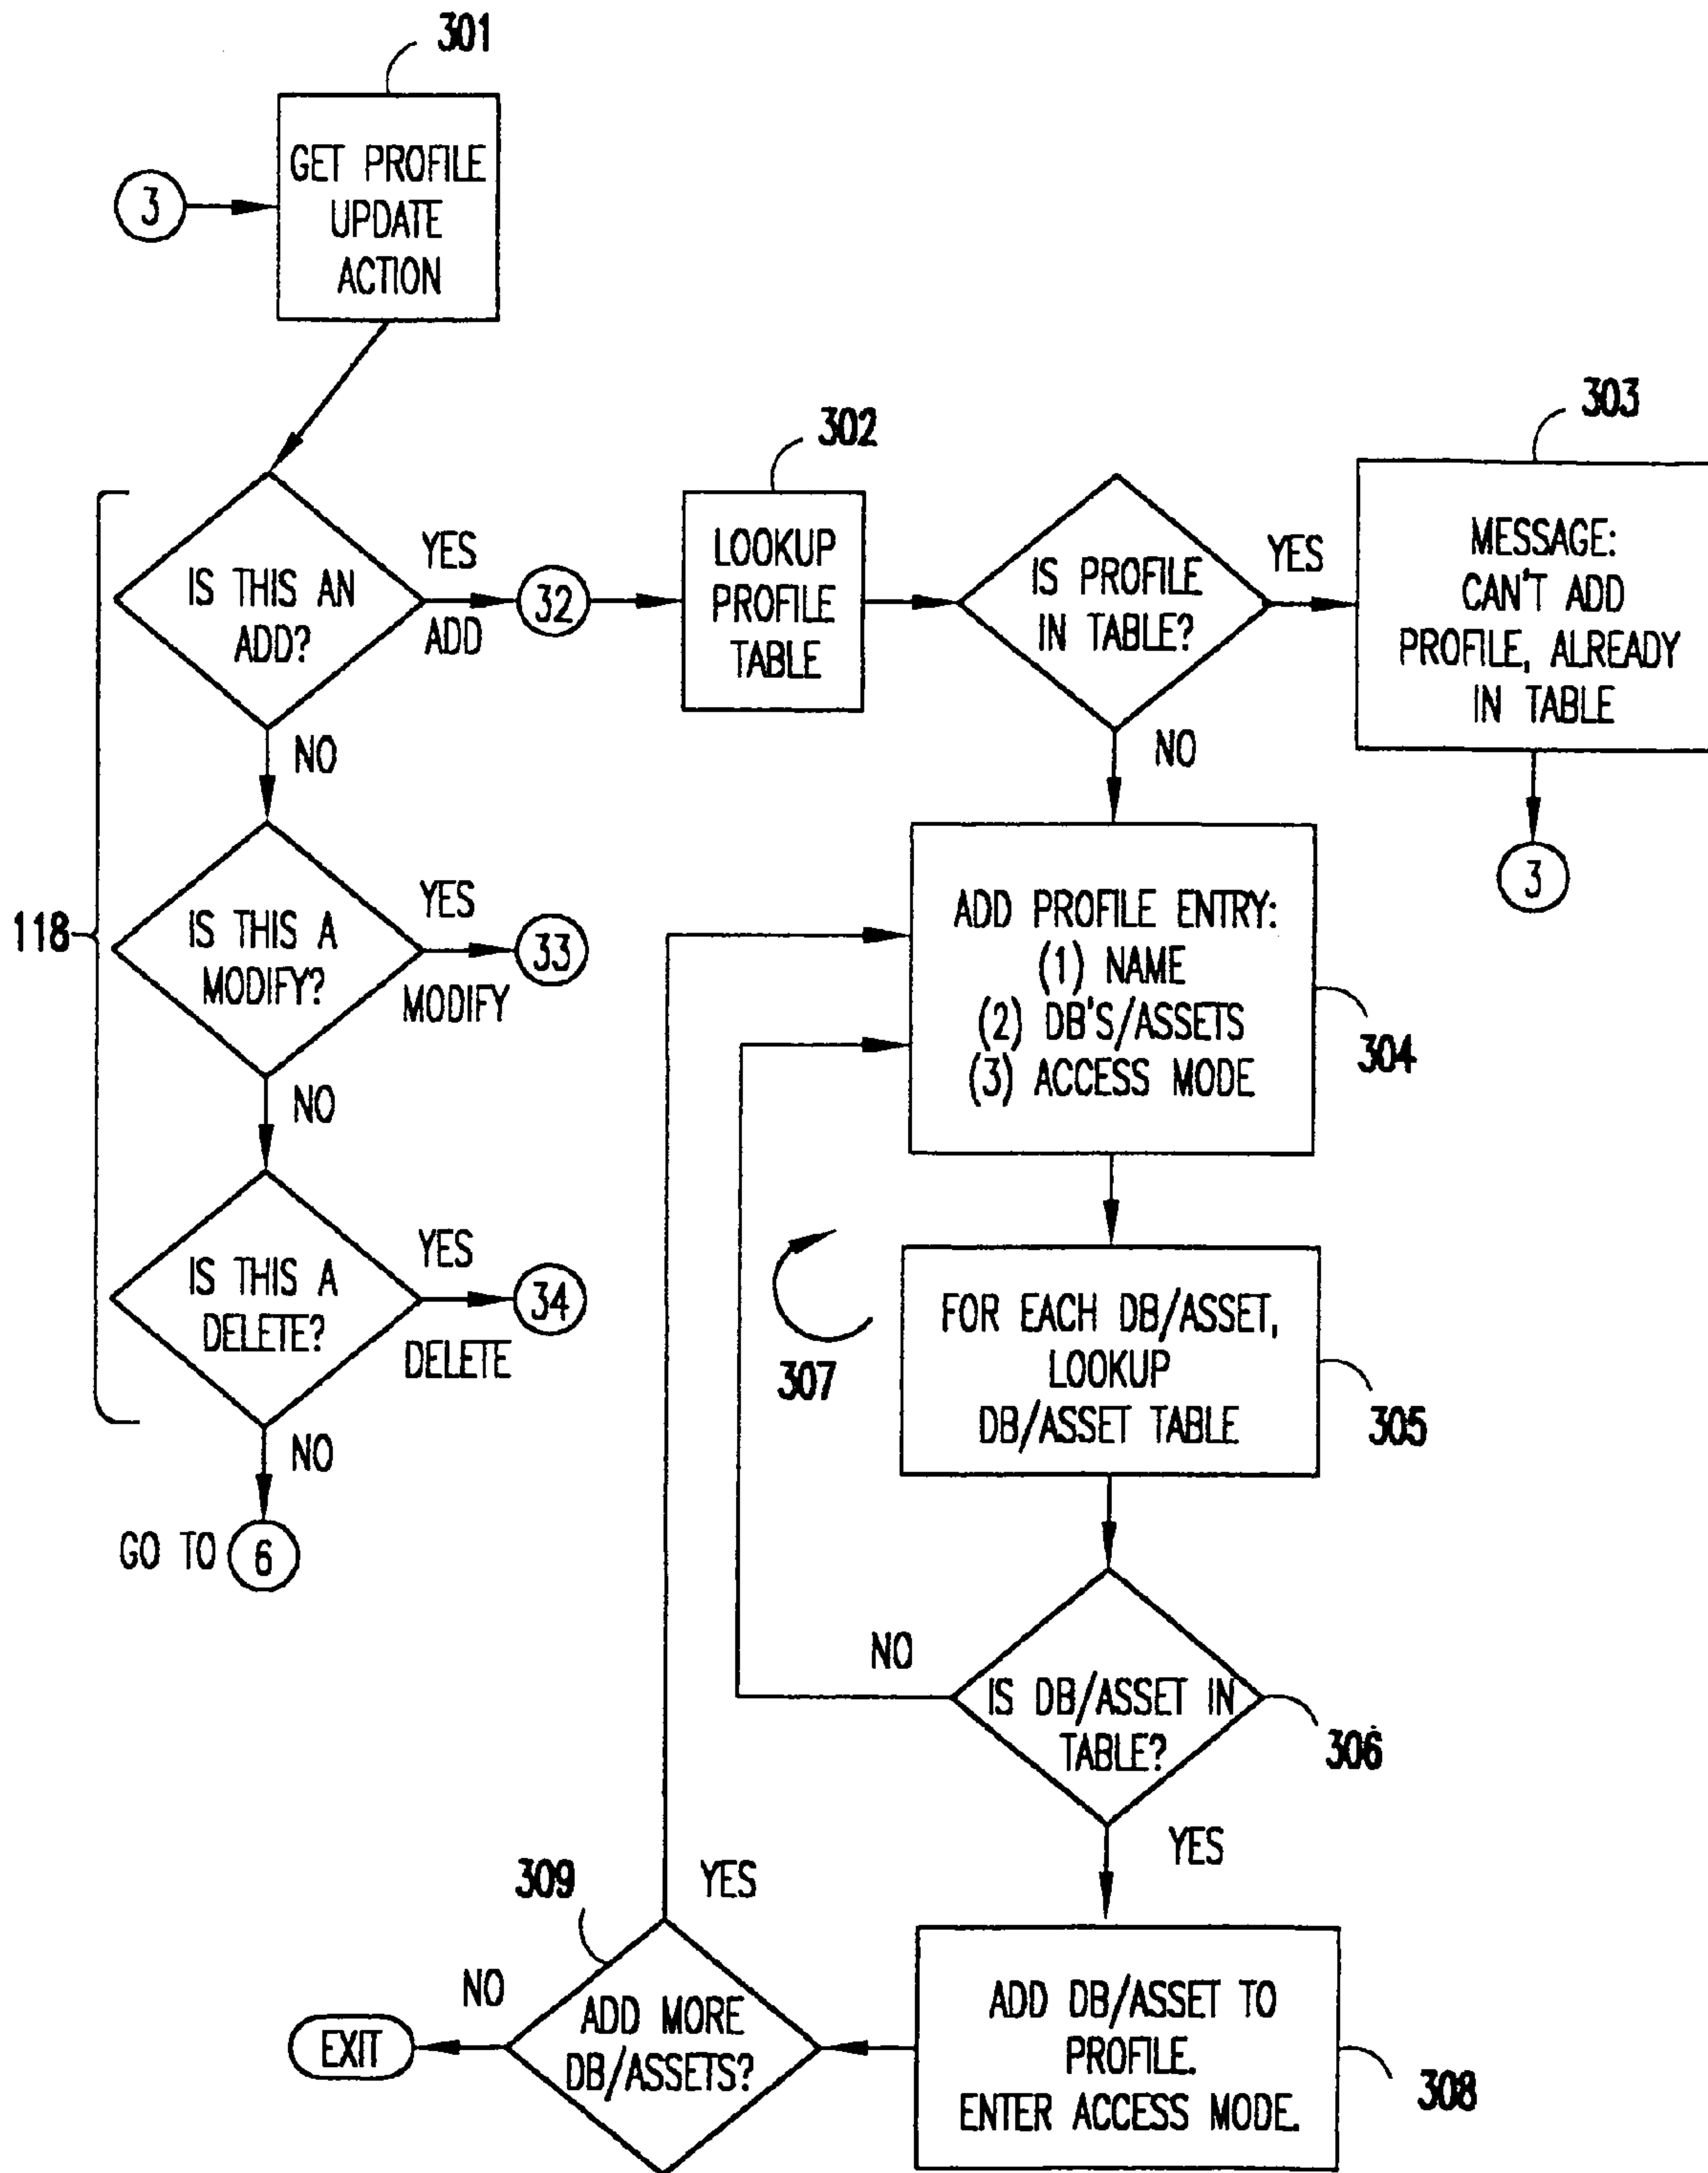 301
GET PROFILE
UPDATE
ACTION
3
302
303
118
IS THIS AN
ADD?
YES
ADD
32
LOOKUP
PROFILE
TABLE
IS PROFILE
IN TABLE?
YES
MESSAGE:
CAN'T ADD
PROFILE, ALREADY
IN TABLE
NO
NO
3
IS THIS A
MODIFY?
YES
MODIFY
33
ADD PROFILE ENTRY:
(1) NAME
(2) DB'S/ASSETS
(3) ACCESS MODE
304
NO
IS THIS A
DELETE?
YES
DELETE
34
307
FOR EACH DB/ASSET,
LOOKUP
DB/ASSET TABLE
305
NO
GO TO 6
NO
IS DB/ASSET IN
TABLE?
306
YES
309
YES
NO
EXIT
ADD MORE
DB/ASSETS?
ADD DB/ASSET TO
PROFILE.
ENTER ACCESS MODE.
308